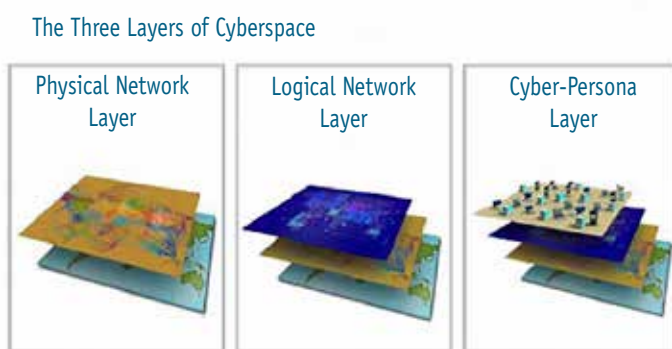 The Three Layers of Cyberspace
Physical Network
Layer
Logical Network
Layer
Cyber-Persona
Layer